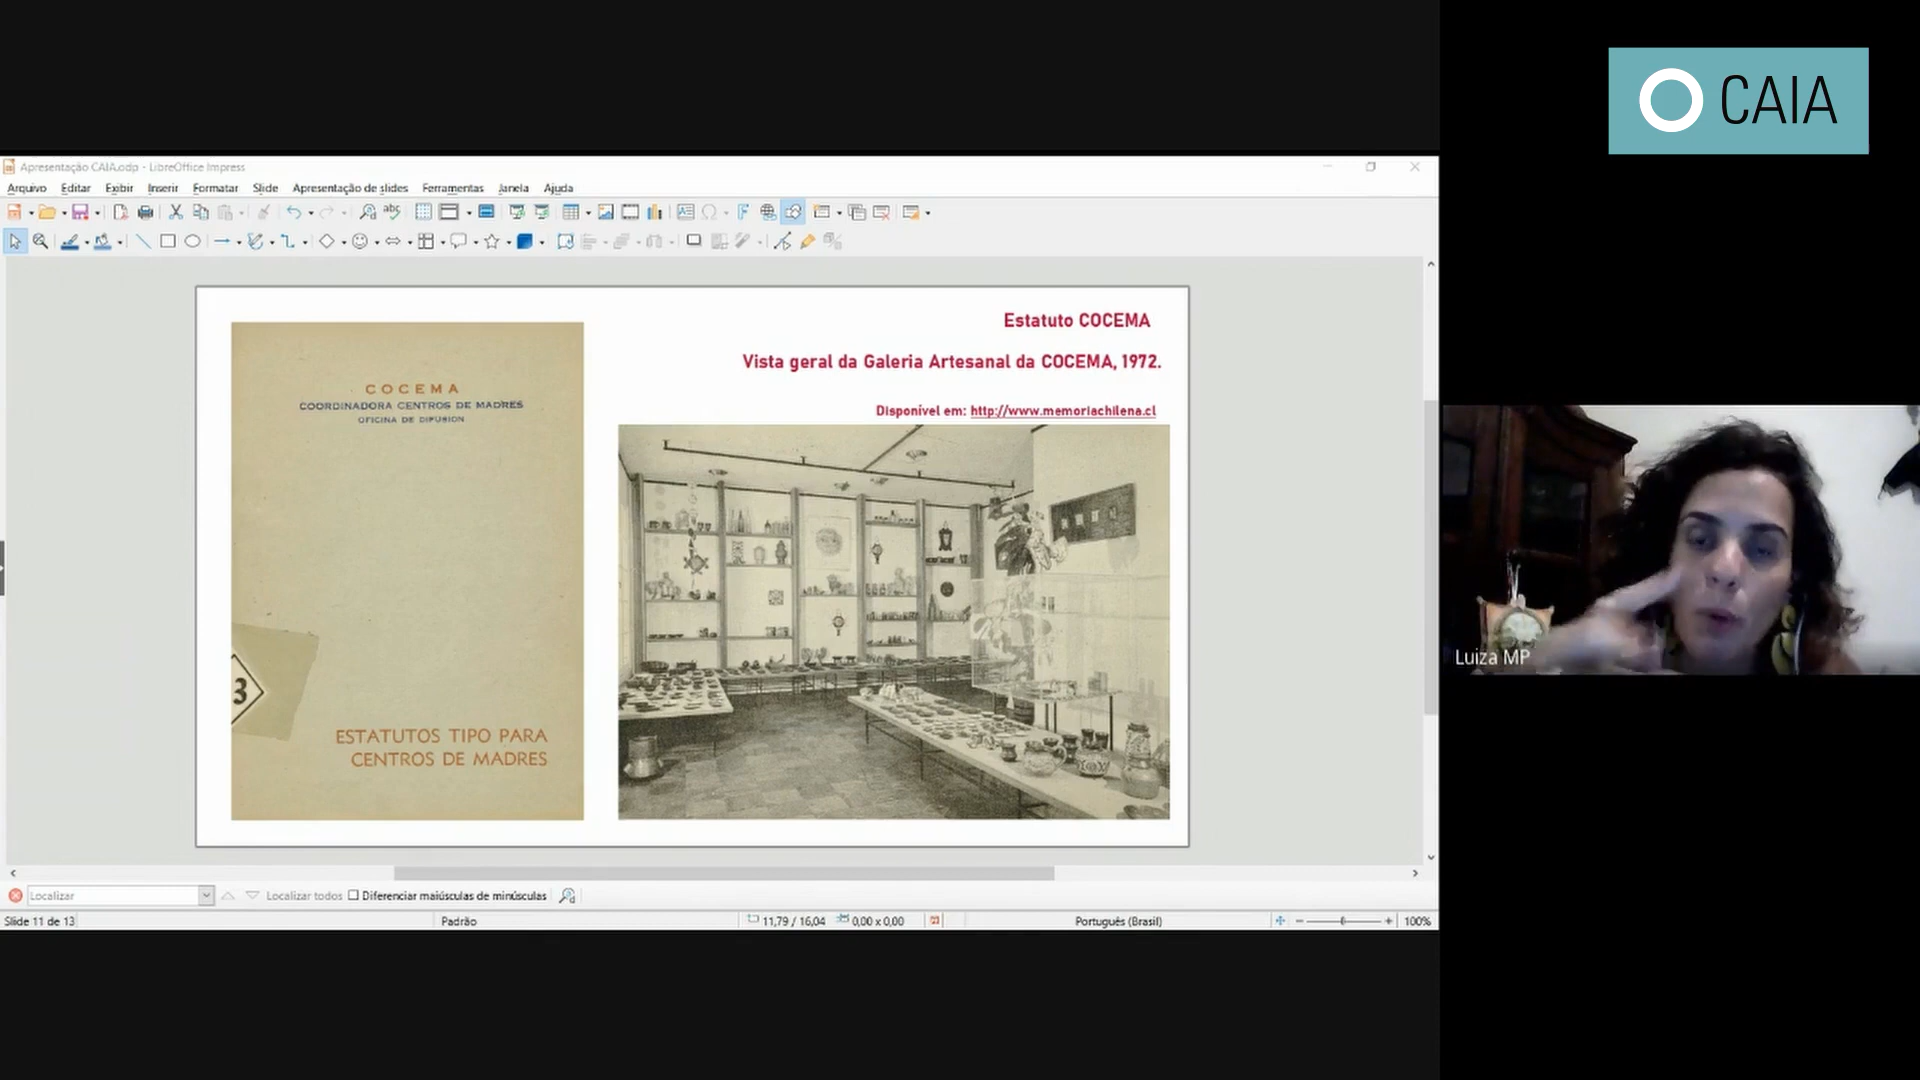 CAIA
Apresentação CAIA.odp - LibreOffice Impress
Arquivo Editar Exibir Inserir Formatar Slide Apresentação de slides Ferramentas Janela Ajuda
Estatuto COCEMA
Vista geral da Galeria Artesanal da COCEMA, 1972.
Disponível em: http://www.memoriachilena.cl
COCEMA
COORDINADORA CENTROS DE MADRES
OFICINA DE DIFUSION
3
ESTATUTOS TIPO PARA
CENTROS DE MADRES
Luiza MP
Localizar Localizar todos Diferenciar maiúsculas de minúsculas
Slide 11 de 13 Padrão 11,79 / 16,04 0,00 x 0,00 Português (Brasil) 100%